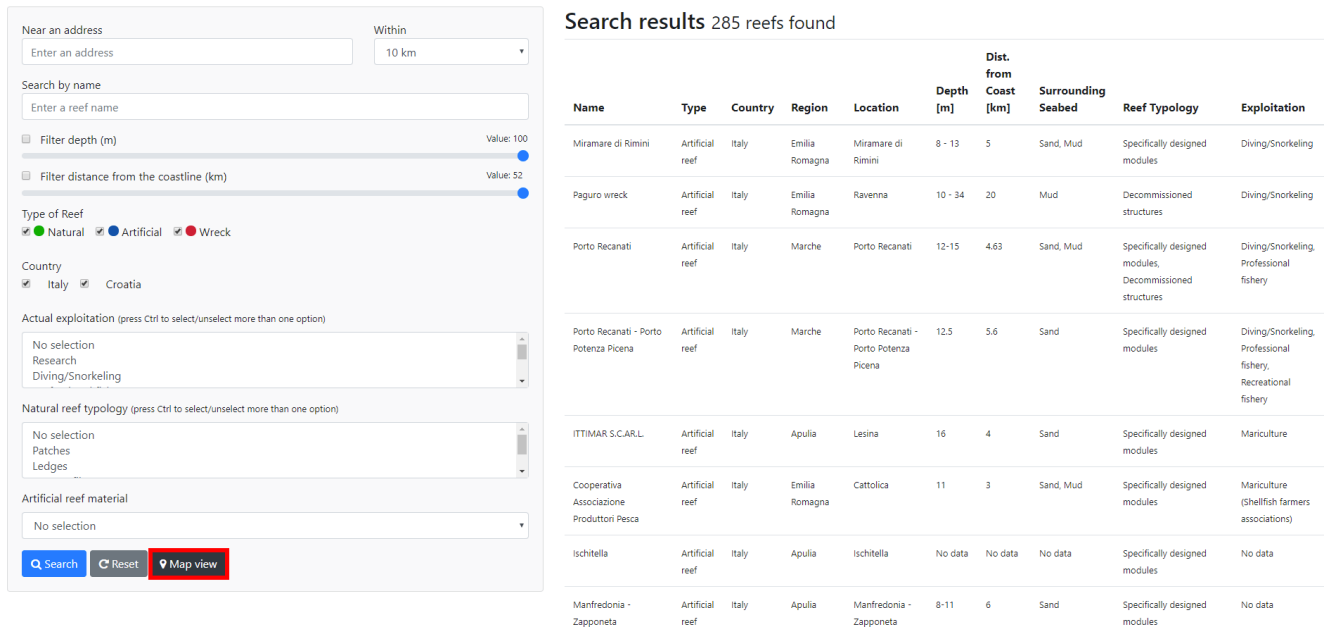 Near an address
Within
Enter an address
10 km
Search by name
Enter a reef name
Filter depth (m)
Value: 100
Filter distance from the coastline (km)
Value: 52
Type of Reef
Natural Artificial Wreck
Country
Italy Croatia
Actual exploitation (press Ctrl to select/unselect more than one option)
No selection
Research
Diving/Snorkeling
Natural reef typology (press Ctrl to select/unselect more than one option)
No selection
Patches
Ledges
Artificial reef material
No selection
Search Reset Map view
Search results 285 reefs found
Dist.
from
Depth Coast Surrounding
Name Type Country Region Location [m] [km] Seabed Reef Typology Exploitation
Miramare di Rimini Artificial Italy Emilia Miramare di 8 - 13 5 Sand, Mud Specifically designed Diving/Snorkeling
reef Romagna Rimini modules
Paguro wreck Artificial Italy Emilia Ravenna 10 - 34 20 Mud Decommissioned Diving/Snorkeling
reef Romagna structures
Porto Recanati Artificial Italy Marche Porto Recanati 12-15 4.63 Sand, Mud Specifically designed Diving/Snorkeling,
reef modules, Professional
Decommissioned fishery
structures
Porto Recanati - Porto Artificial Italy Marche Porto Recanati - 12.5 5.6 Sand Specifically designed Diving/Snorkeling,
Potenza Picena reef Porto Potenza modules Professional
Picena fishery,
Recreational
fishery
ITTIMAR S.C.AR.L. Artificial Italy Apulia Lesina 16 4 Sand Specifically designed Mariculture
reef modules
Cooperativa Artificial Italy Emilia Cattolica 11 3 Sand, Mud Specifically designed Mariculture
Associazione reef Romagna modules (Shellfish farmers
Produttori Pesca associations)
Ischitella Artificial Italy Apulia Ischitella No data No data No data Specifically designed No data
reef modules
Manfredonia - Artificial Italy Apulia Manfredonia - 8-11 6 Sand Specifically designed No data
Zapponeta reef Zapponeta modules